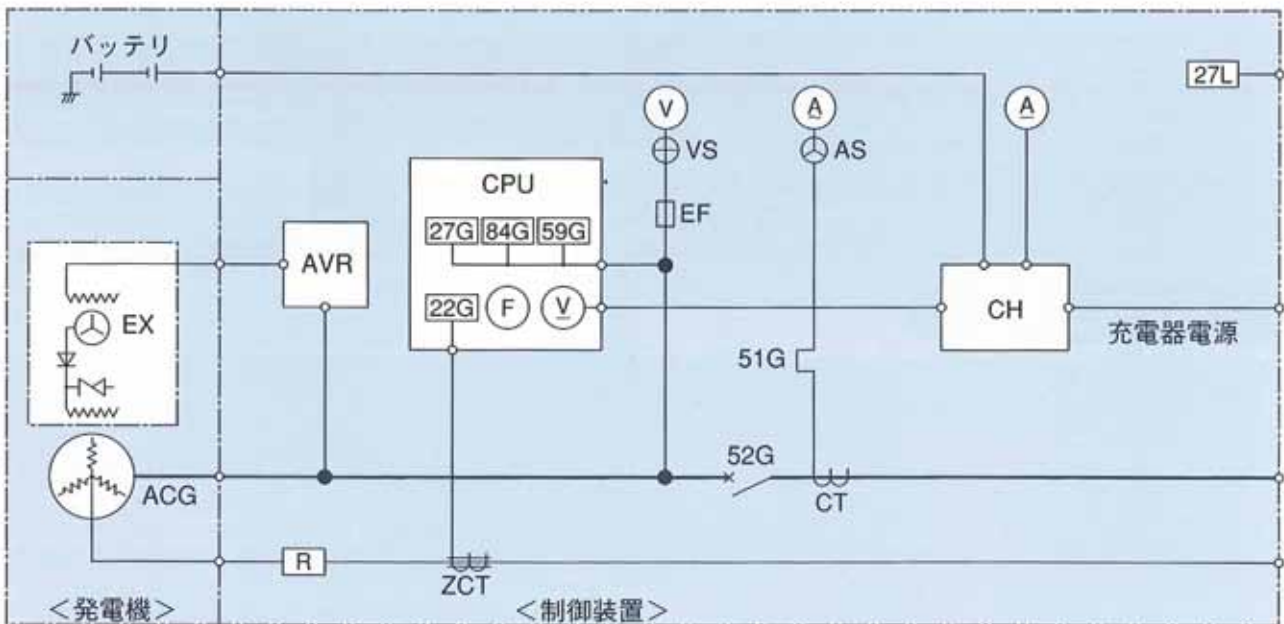 バッテリ
27L
V
A
A
VS
AS
CPU
EF
27G 84G 59G
AVR
22G F V
CH
EX
充電器電源
51G
52G
ACG
CT
R
ZCT
<発電機>
<制御装置>